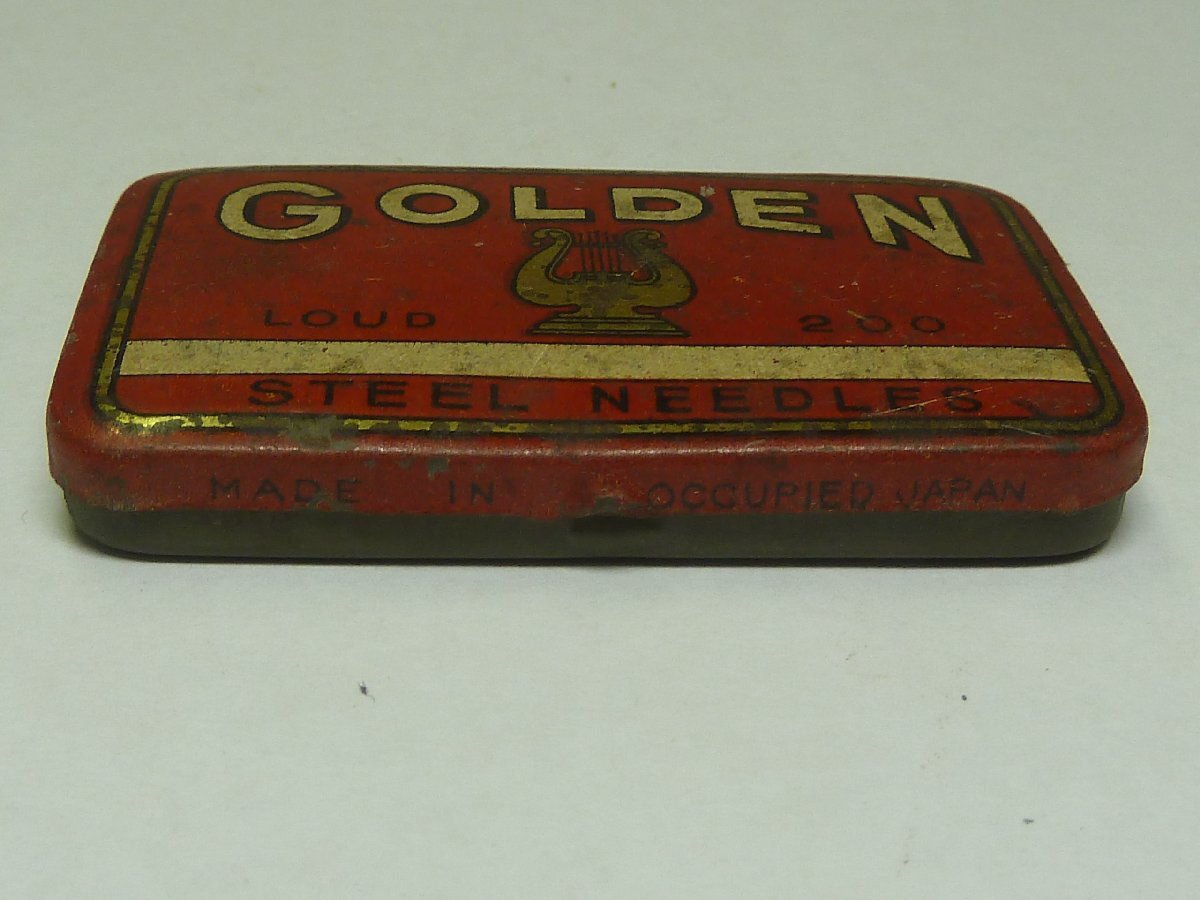 GOLDEN
LOUD 200
STEEL NEEDLES
MADE IN OCCUPIED JAPAN